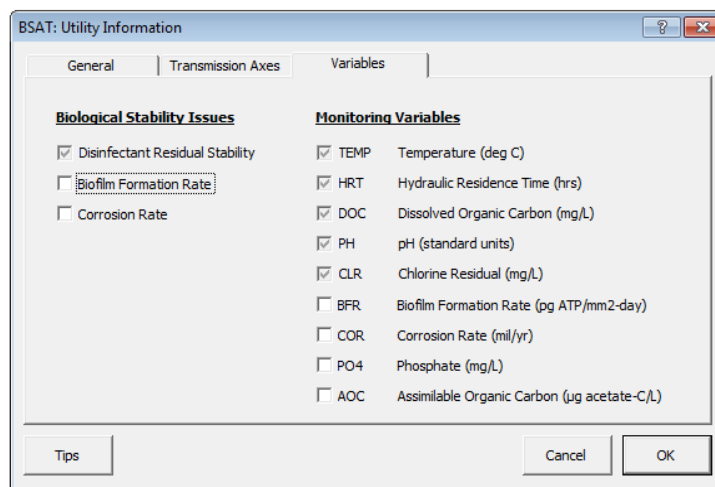 BSAT: Utility Information
?
General
Transmission Axes
Variables
Biological Stability Issues
Disinfectant Residual Stability
Biofilm Formation Rate
Corrosion Rate
Monitoring Variables
TEMP Temperature (deg C)
HRT Hydraulic Residence Time (hrs)
DOC Dissolved Organic Carbon (mg/L)
PH pH (standard units)
CLR Chlorine Residual (mg/L)
BFR Biofilm Formation Rate (pg ATP/mm2-day)
COR Corrosion Rate (mil/yr)
PO4 Phosphate (mg/L)
AOC Assimilable Organic Carbon (μg acetate-C/L)
Tips
Cancel
OK